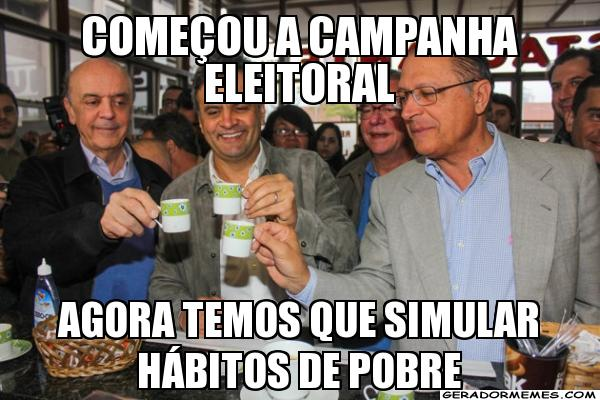 COMEÇOU A CAMPANHA
ELEITORAL
AGORA TEMOS QUE SIMULAR
HÁBITOS DE POBRE
GERADORMEMES.COM